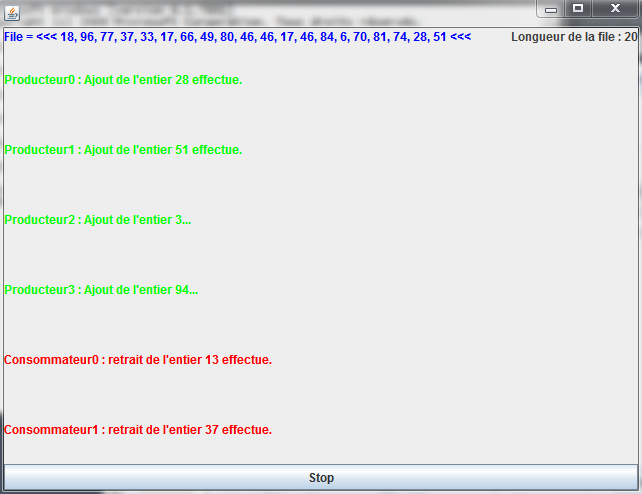 File = <<< 18, 96, 77, 37, 33, 17, 66, 49, 80, 46, 46, 17, 46, 84, 6, 70, 81, 74, 28, 51 <<< Longueur de la file : 20
Producteur0 : Ajout de l'entier 28 effectue.
Producteur1 : Ajout de l'entier 51 effectue.
Producteur2 : Ajout de l'entier 3...
Producteur3 : Ajout de l'entier 94...
Consommateur0 : retrait de l'entier 13 effectue.
Consommateur1 : retrait de l'entier 37 effectue.
Stop